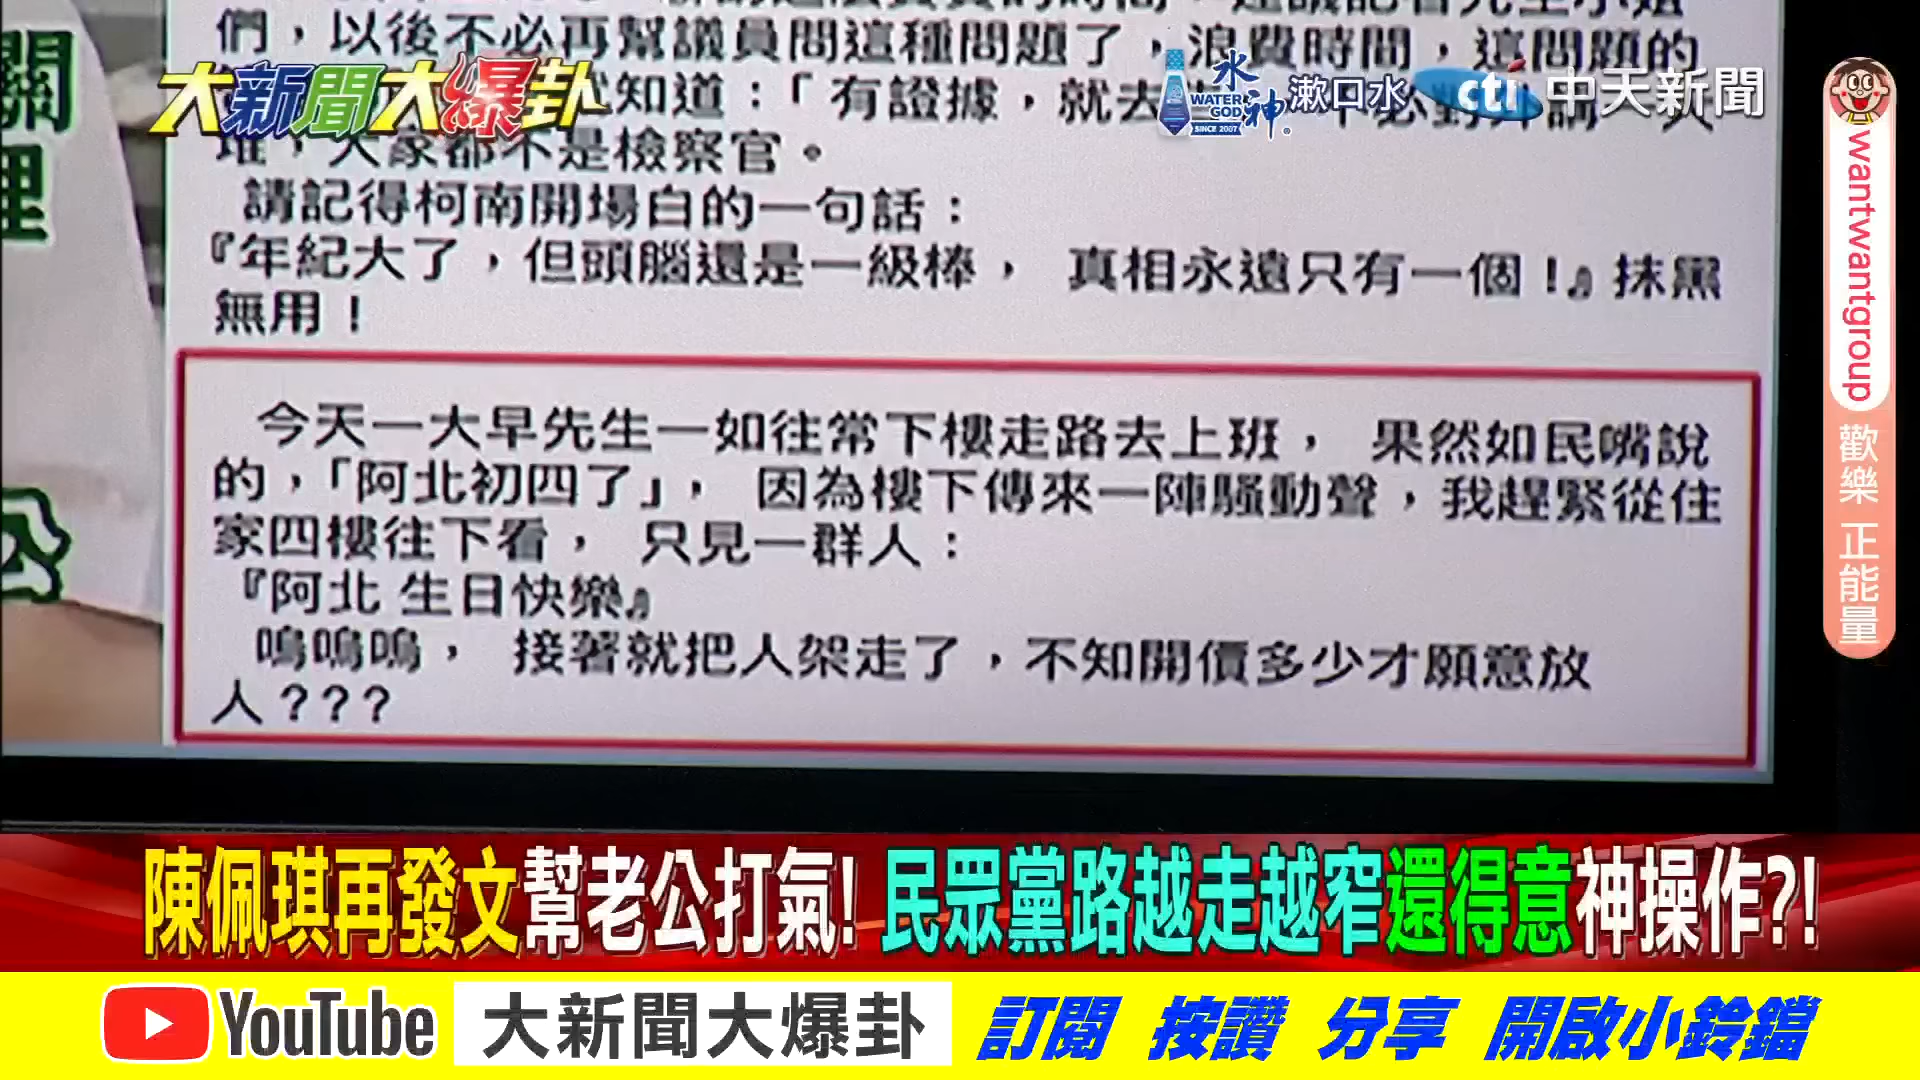 們，以後不必再幫議員問這種問題了，浪費時間，這問題的
知道：「有證據，就去
堆，大家都不是檢察官。
請記得柯南開場白的一句話：
『年紀大了，但頭腦還是一級棒， 真相永遠只有一個！』抹黑
無用！
今天一大早先生一如往常下樓走路去上班， 果然如民嘴說
的，「阿北初四了」， 因為樓下傳來一陣騷動聲，我趕緊從住
家四樓往下看， 只見一群人：
『阿北 生日快樂』
嗚嗚嗚， 接著就把人架走了，不知開價多少才願意放
人？？？
關
理
公
大新聞大爆卦
水神
WATER GOD
SINCE 2007
漱口水
cti 中天新聞
wantwantgroup
歡樂 正能量
陳佩琪再發文幫老公打氣! 民眾黨路越走越窄還得意神操作?!
YouTube 大新聞大爆卦 訂閱 按讚 分享 開啟小鈴鐺